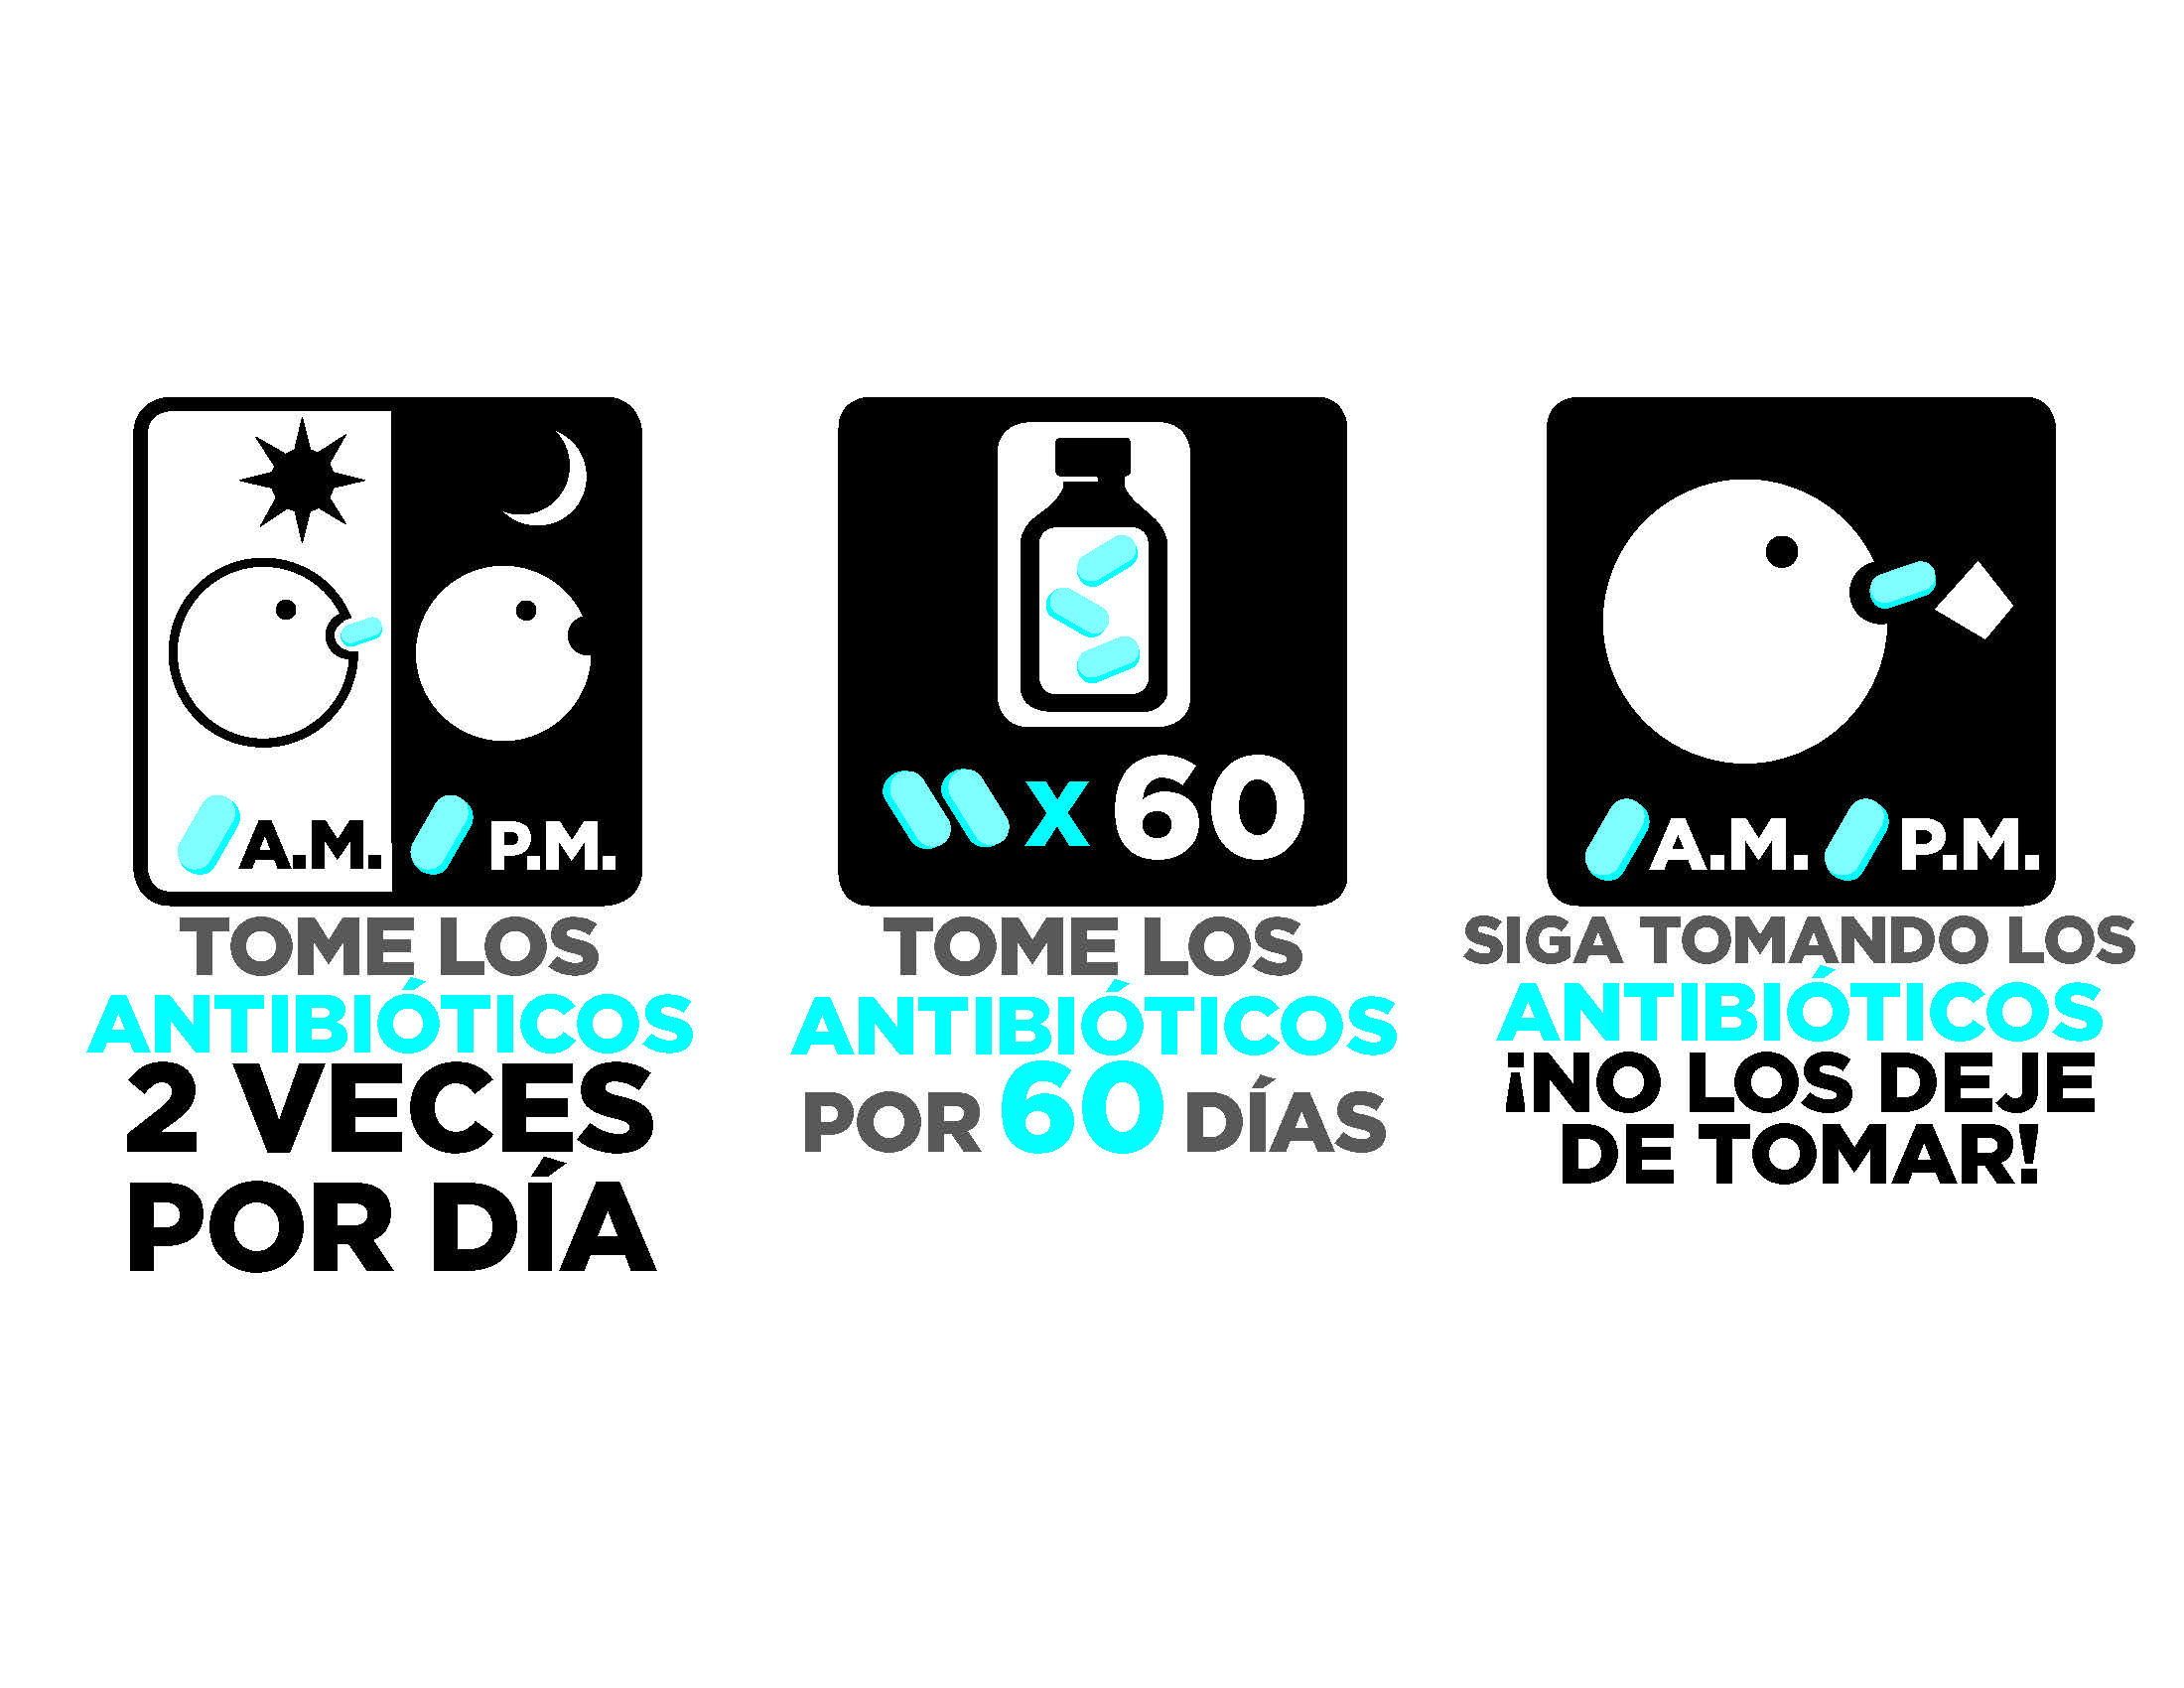 A.M. P.M.
TOME LOS
ANTIBIÓTICOS
2 VECES
POR DÍA
x 60
TOME LOS
ANTIBIÓTICOS
POR 60 DÍAS
A.M. P.M.
SIGA TOMANDO LOS
ANTIBIÓTICOS
¡NO LOS DEJE
DE TOMAR!